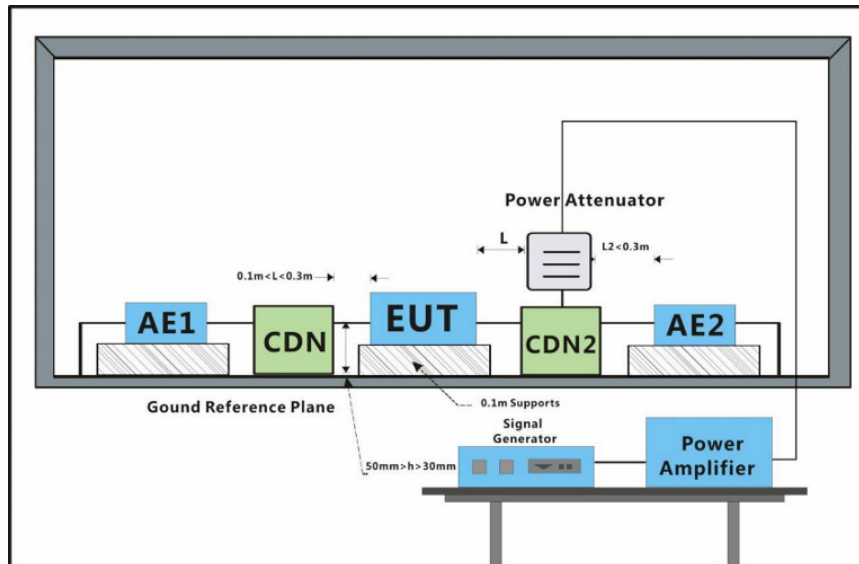 Power Attenuator
L
L2<0.3m
0.1m<L<0.3m
AE1
CDN
EUT
CDN2
AE2
Gound Reference Plane
0.1m Supports
Signal
Generator
50mm>h>30mm
Power
Amplifier